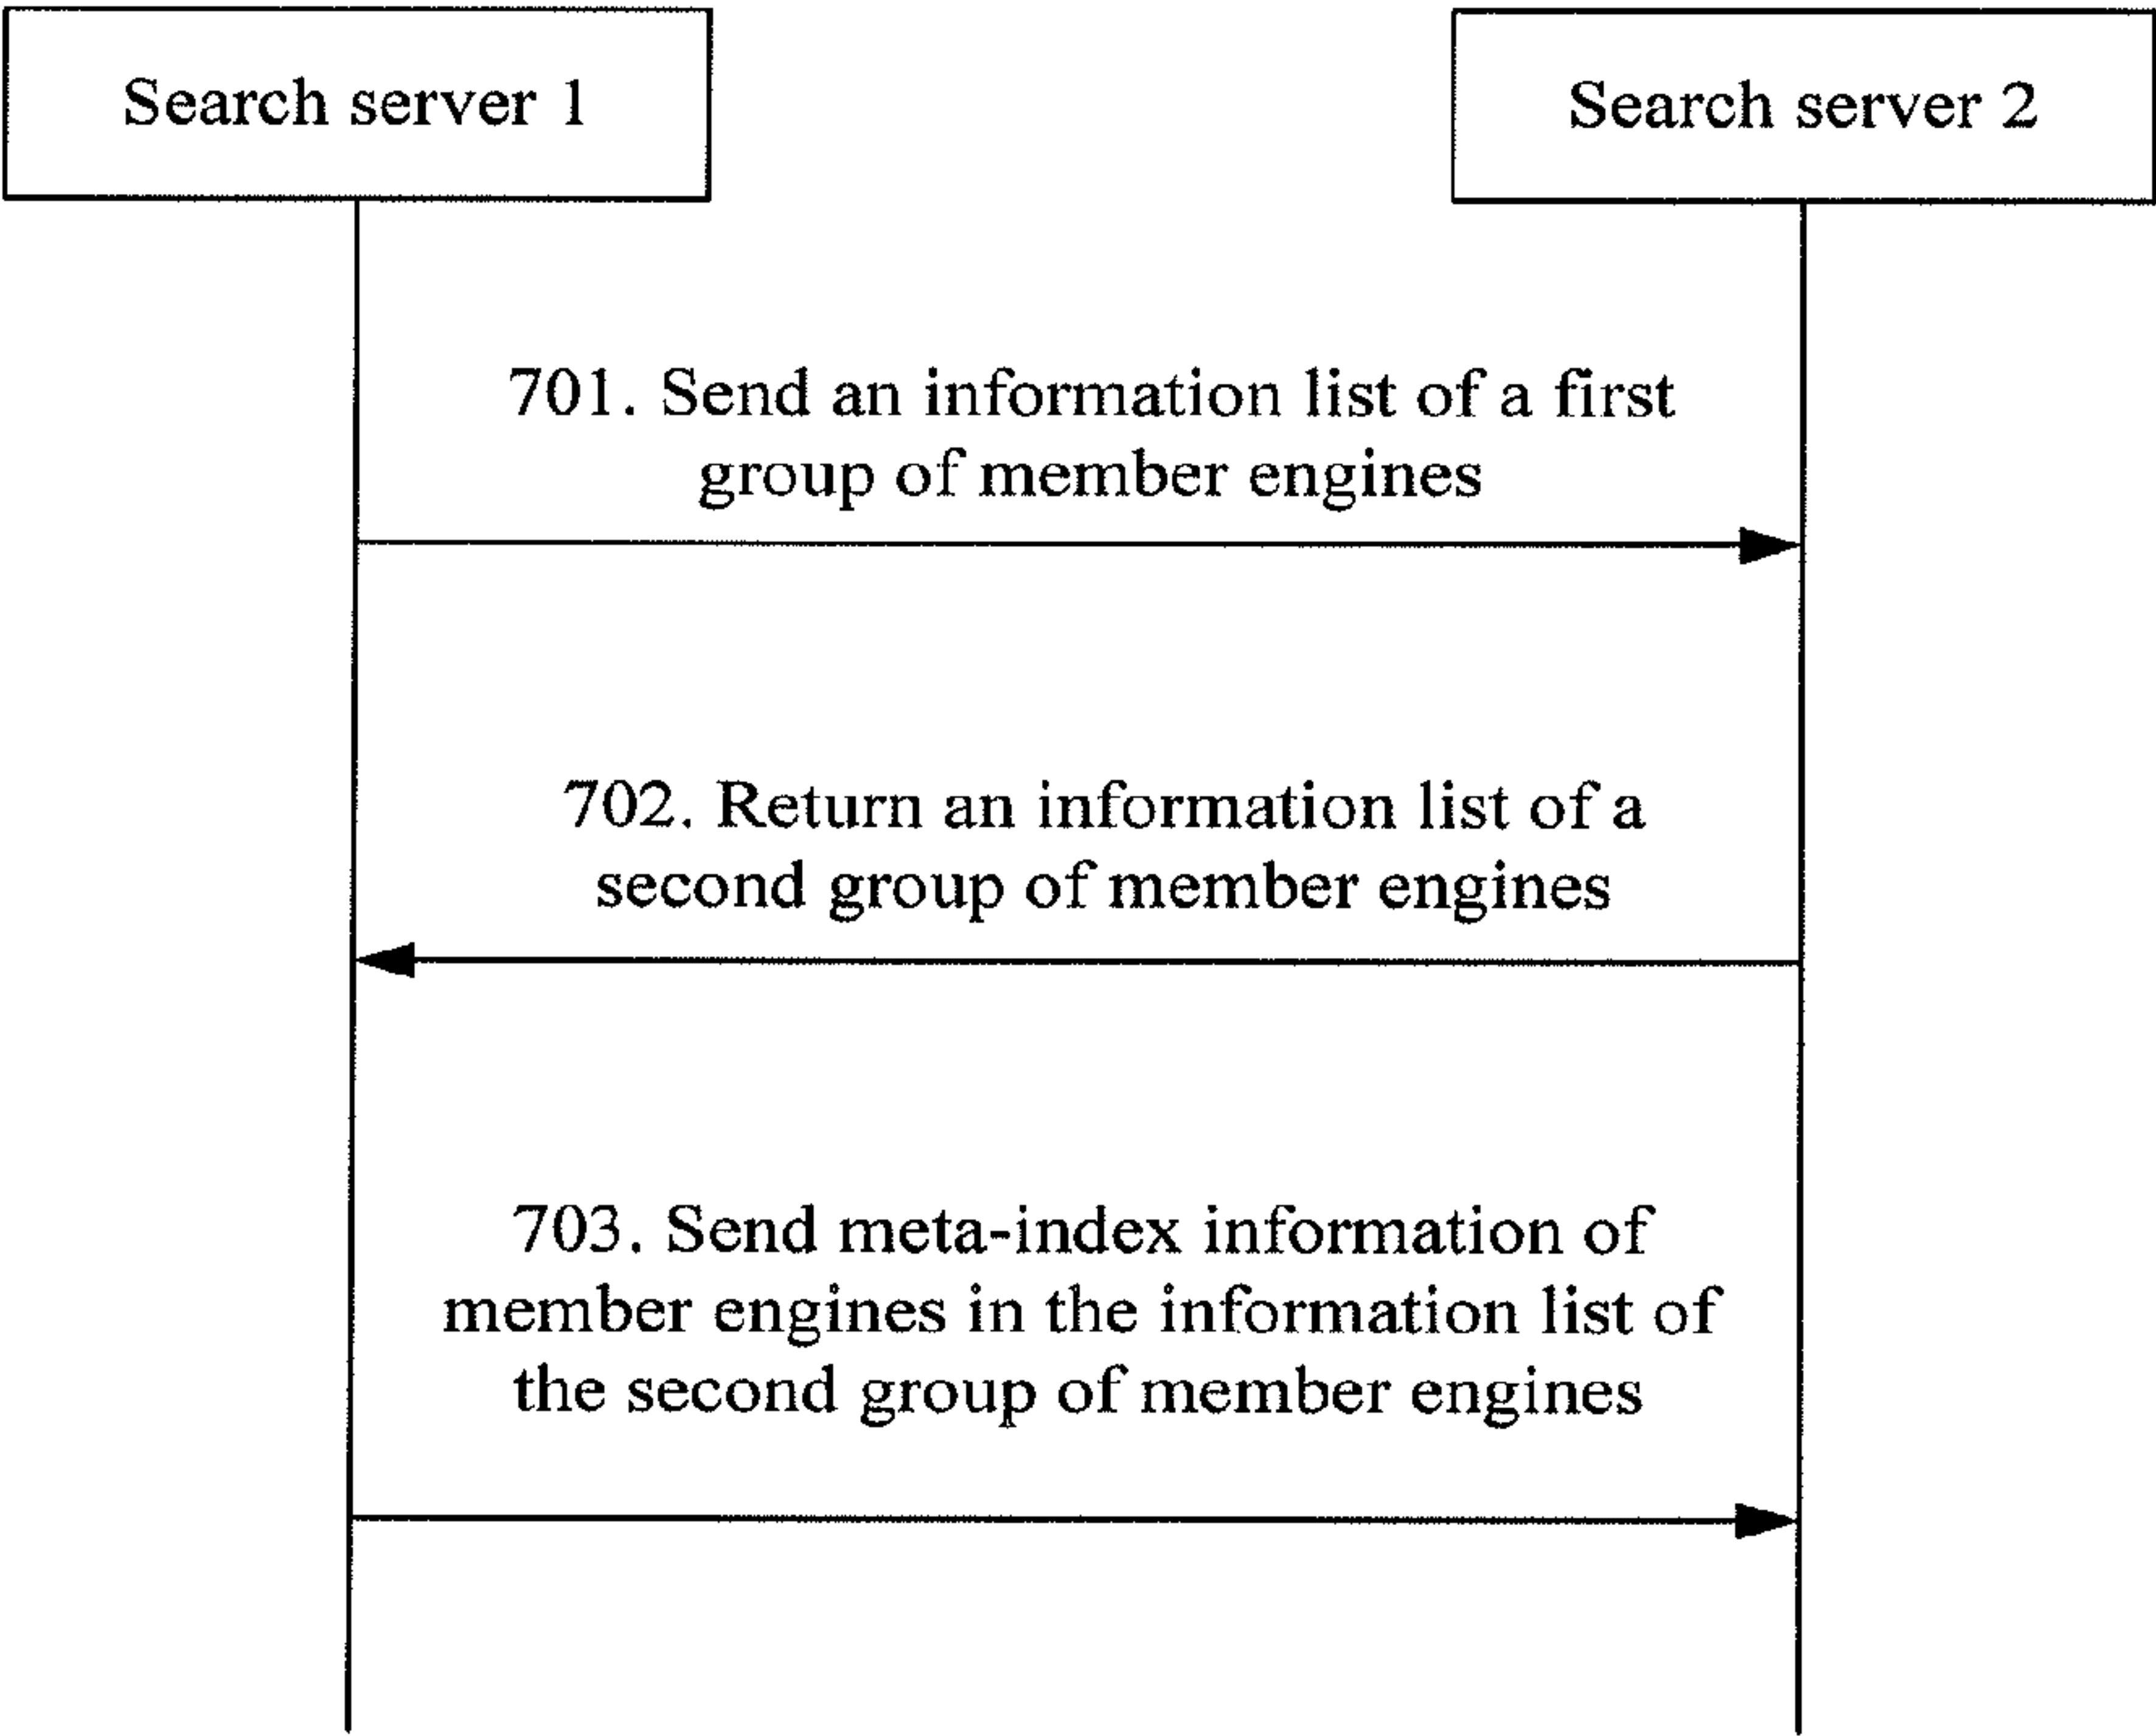 Search server 1
Search server 2
701. Send an information list of a first
group of member engines
702. Return an information list of a
second group of member engines
703. Send meta-index information of
member engines in the information list of
the second group of member engines